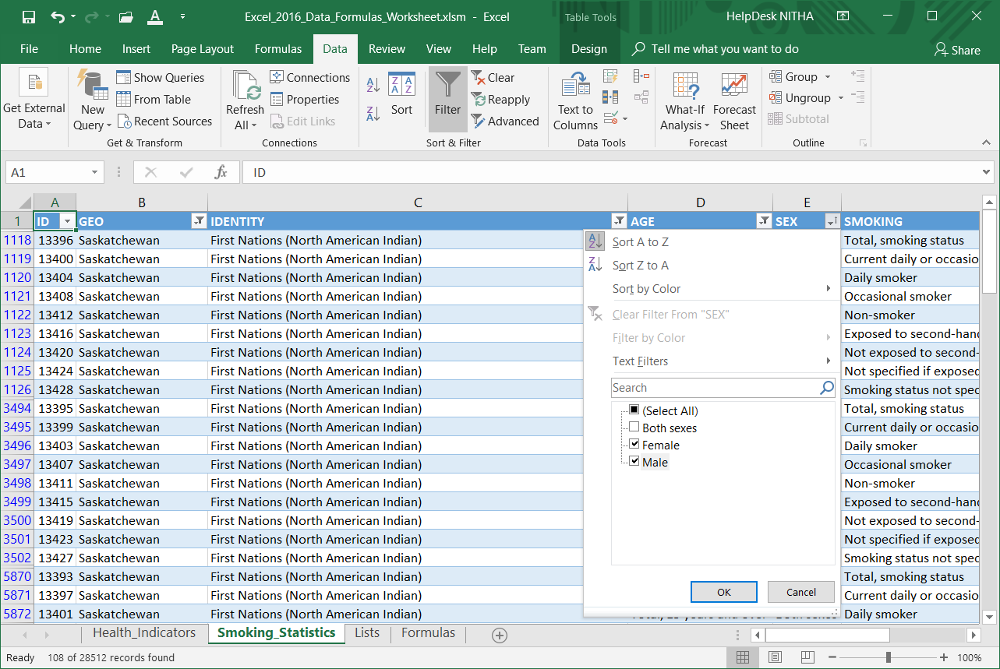 Excel_2016_Data_Formulas_Worksheet.xlsm - Excel
Table Tools
HelpDesk NITHA
File Home Insert Page Layout Formulas Data Review View Help Team Design Tell me what you want to do Share
Get External Data
New Query
Show Queries
From Table
Recent Sources
Get & Transform
Refresh All
Connections
Properties
Edit Links
Connections
Sort
Filter
Clear
Reapply
Advanced
Sort & Filter
Text to Columns
Data Tools
What-If Analysis
Forecast Sheet
Forecast
Group
Ungroup
Subtotal
Outline
A1 fx ID
A B C D E
1 ID GEO IDENTITY AGE SEX SMOKING
1118 13396 Saskatchewan First Nations (North American Indian) Total, smoking status
1119 13400 Saskatchewan First Nations (North American Indian) Current daily or occasio
1120 13404 Saskatchewan First Nations (North American Indian) Daily smoker
1121 13408 Saskatchewan First Nations (North American Indian) Occasional smoker
1122 13412 Saskatchewan First Nations (North American Indian) Non-smoker
1123 13416 Saskatchewan First Nations (North American Indian) Exposed to second-han
1124 13420 Saskatchewan First Nations (North American Indian) Not exposed to second-
1125 13424 Saskatchewan First Nations (North American Indian) Not specified if exposed
1126 13428 Saskatchewan First Nations (North American Indian) Smoking status not spec
3494 13395 Saskatchewan First Nations (North American Indian) Total, smoking status
3495 13399 Saskatchewan First Nations (North American Indian) Current daily or occasio
3496 13403 Saskatchewan First Nations (North American Indian) Daily smoker
3497 13407 Saskatchewan First Nations (North American Indian) Occasional smoker
3498 13411 Saskatchewan First Nations (North American Indian) Non-smoker
3499 13415 Saskatchewan First Nations (North American Indian) Exposed to second-han
3500 13419 Saskatchewan First Nations (North American Indian) Not exposed to second-
3501 13423 Saskatchewan First Nations (North American Indian) Not specified if exposed
3502 13427 Saskatchewan First Nations (North American Indian) Smoking status not spec
5870 13393 Saskatchewan First Nations (North American Indian) Total, smoking status
5871 13397 Saskatchewan First Nations (North American Indian) Current daily or occasio
5872 13401 Saskatchewan First Nations (North American Indian) Daily smoker
Sort A to Z
Sort Z to A
Sort by Color
Clear Filter From "SEX"
Filter by Color
Text Filters
Search
(Select All)
Both sexes
Female
Male
OK Cancel
Health_Indicators Smoking_Statistics Lists Formulas
Ready 108 of 28512 records found 100%